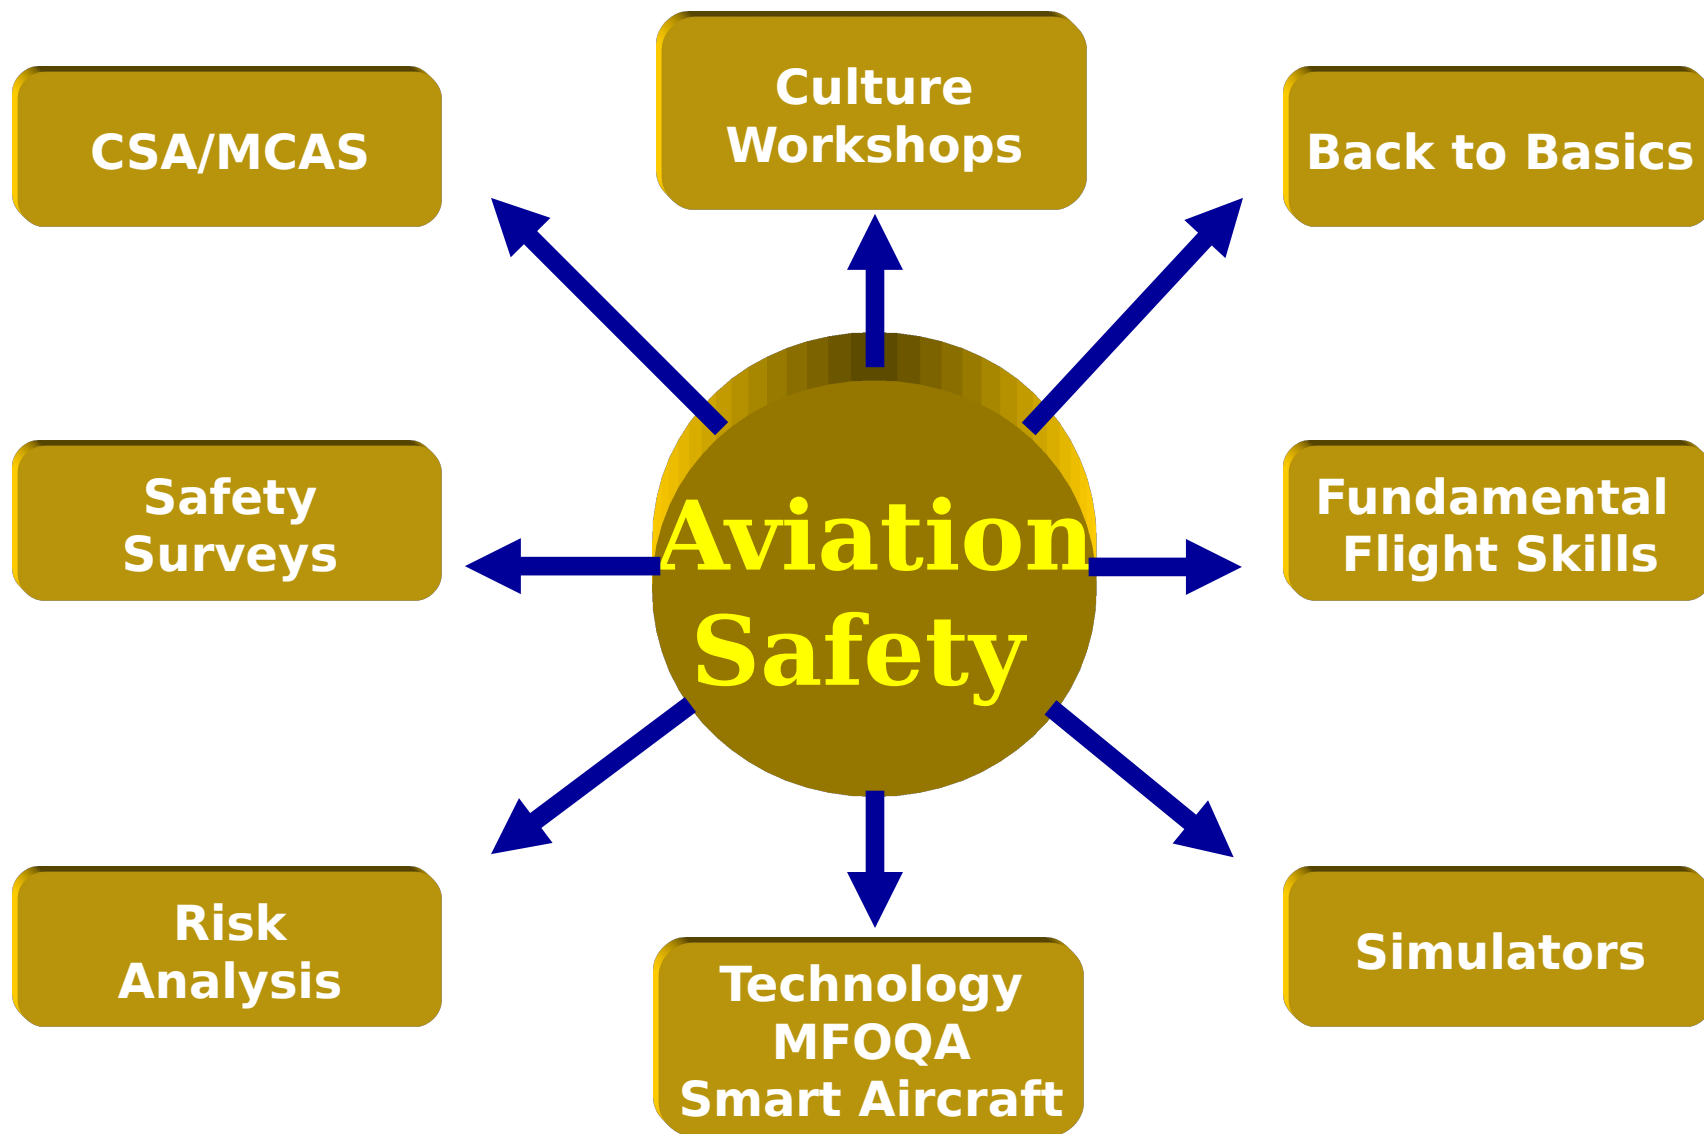 Culture
Workshops
CSA/MCAS
Back to Basics
Safety
Surveys
Aviation
Safety
Fundamental
Flight Skills
Risk
Analysis
Technology
MFOQA
Smart Aircraft
Simulators